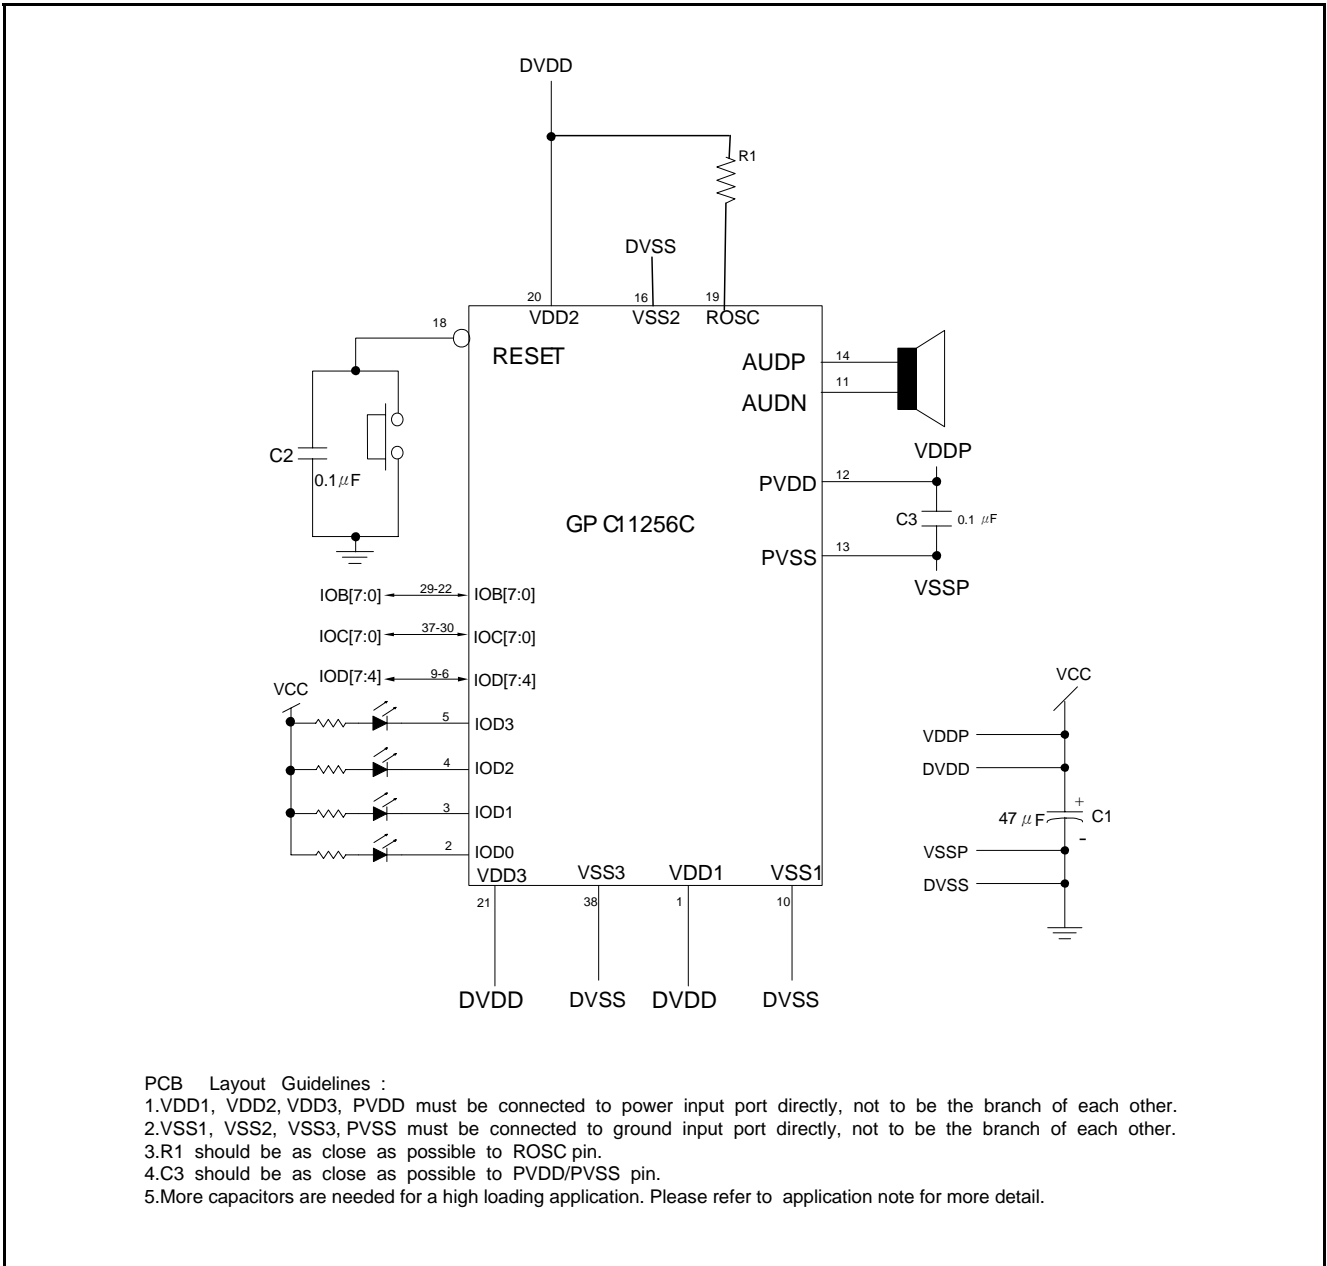 DVDD
R1
DVSS
20
16
19
VDD2
VSS2
ROSC
18
RESET
AUDP
14
AUDN
11
VDDP
C2
0.1μF
PVDD
12
GPC11256C
C3
0.1 μF
PVSS
13
VSSP
IOB[7:0]
29-22
IOB[7:0]
IOC[7:0]
37-30
IOC[7:0]
IOD[7:4]
9-6
IOD[7:4]
VCC
5
IOD3
4
IOD2
3
IOD1
2
IOD0
VCC
VDDP
DVDD
+
47 μF
C1
-
VSSP
DVSS
VDD3
VSS3
VDD1
VSS1
21
38
1
10
DVDD
DVSS
DVDD
DVSS
PCB Layout Guidelines :
1.VDD1, VDD2, VDD3, PVDD must be connected to power input port directly, not to be the branch of each other.
2.VSS1, VSS2, VSS3, PVSS must be connected to ground input port directly, not to be the branch of each other.
3.R1 should be as close as possible to ROSC pin.
4.C3 should be as close as possible to PVDD/PVSS pin.
5.More capacitors are needed for a high loading application. Please refer to application note for more detail.